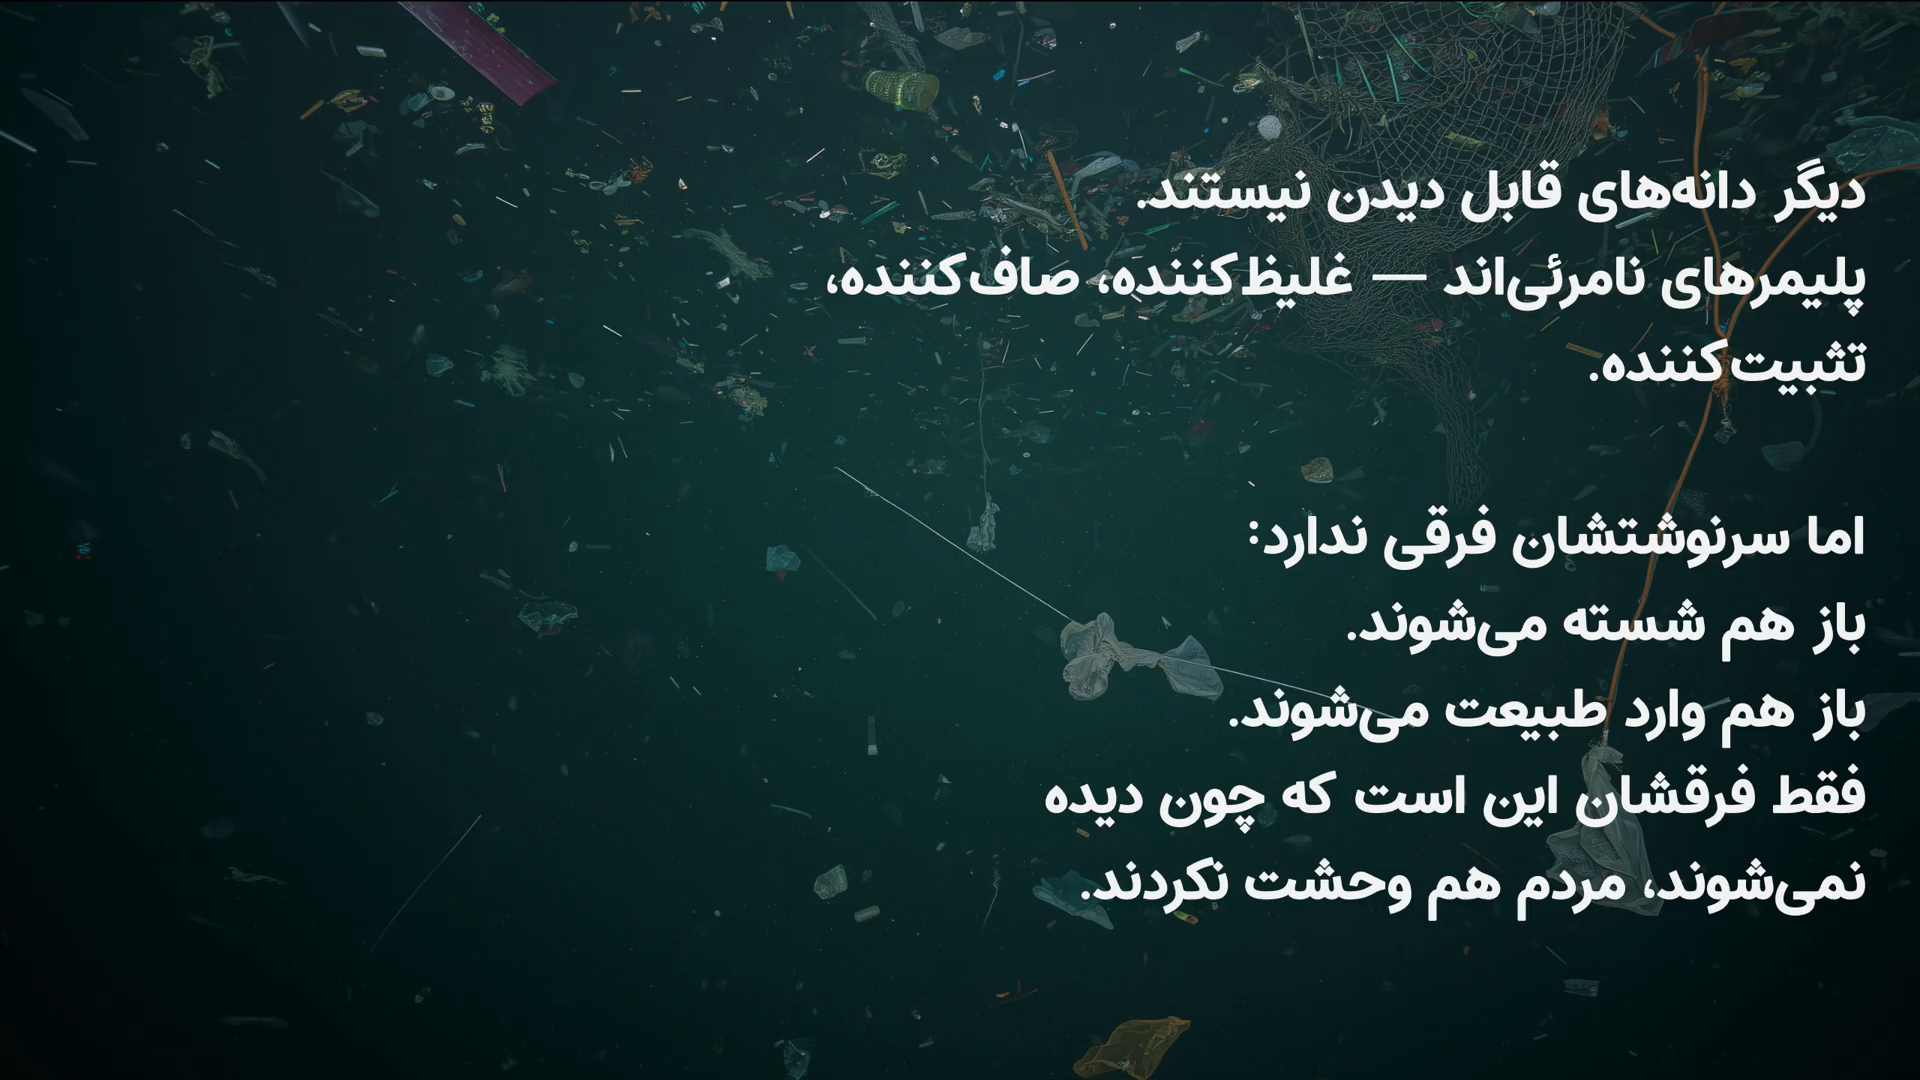 دیگر دانه‌های قابل دیدن نیستند.
پلیمرهای نامرئی‌اند — غلیظ‌کننده، صاف‌کننده،
تثبیت‌کننده.
اما سرنوشتشان فرقی ندارد:
باز هم شسته می‌شوند.
باز هم وارد طبیعت می‌شوند.
فقط فرقشان این است که چون دیده
نمی‌شوند، مردم هم وحشت نکردند.